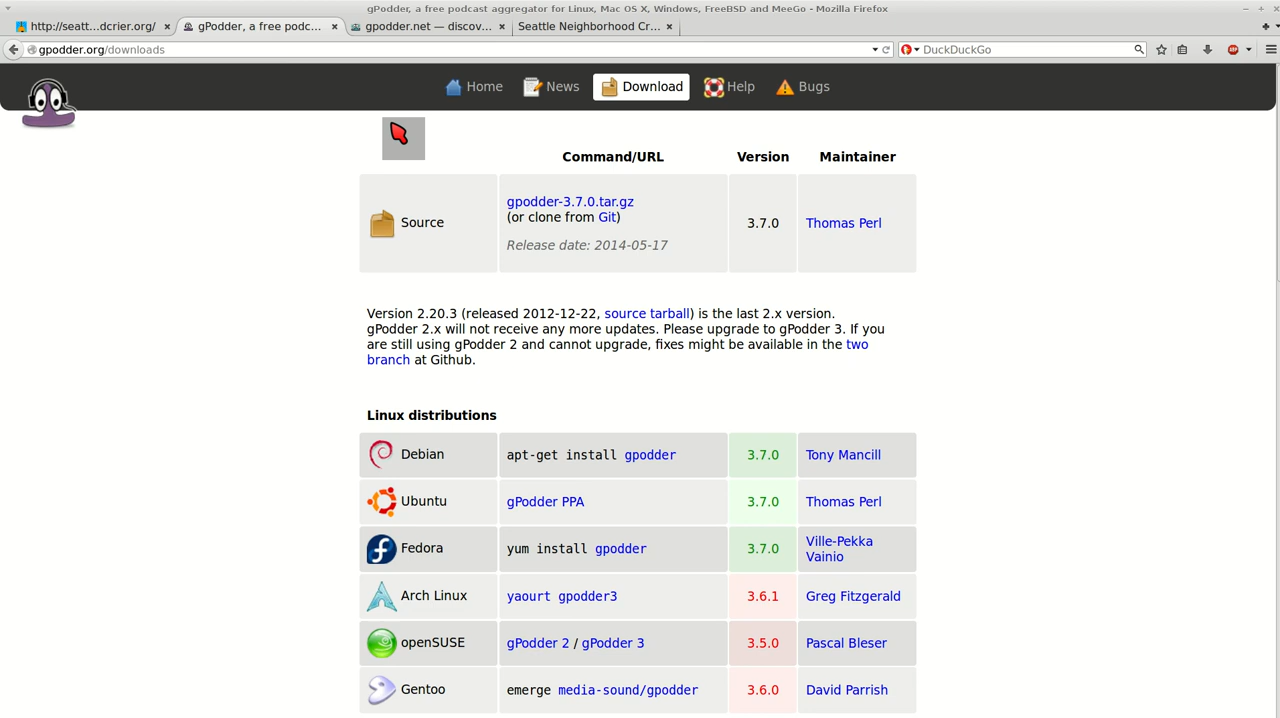 gPodder, a free podcast aggregator for Linux, Mac OS X, Windows, FreeBSD and MeeGo - Mozilla Firefox
http://seatt...dcrier.org/ × gPodder, a free podc... × gpodder.net — discov... × Seattle Neighborhood Cr... ×
gpodder.org/downloads DuckDuckGo
Home News Download Help Bugs
Command/URL Version Maintainer
Source gpodder-3.7.0.tar.gz
(or clone from Git)
Release date: 2014-05-17 3.7.0 Thomas Perl
Version 2.20.3 (released 2012-12-22, source tarball) is the last 2.x version.
gPodder 2.x will not receive any more updates. Please upgrade to gPodder 3. If you
are still using gPodder 2 and cannot upgrade, fixes might be available in the two
branch at Github.
Linux distributions
Debian apt-get install gpodder 3.7.0 Tony Mancill
Ubuntu gPodder PPA 3.7.0 Thomas Perl
Fedora yum install gpodder 3.7.0 Ville-Pekka
Vainio
Arch Linux yaourt gpodder3 3.6.1 Greg Fitzgerald
openSUSE gPodder 2 / gPodder 3 3.5.0 Pascal Bleser
Gentoo emerge media-sound/gpodder 3.6.0 David Parrish